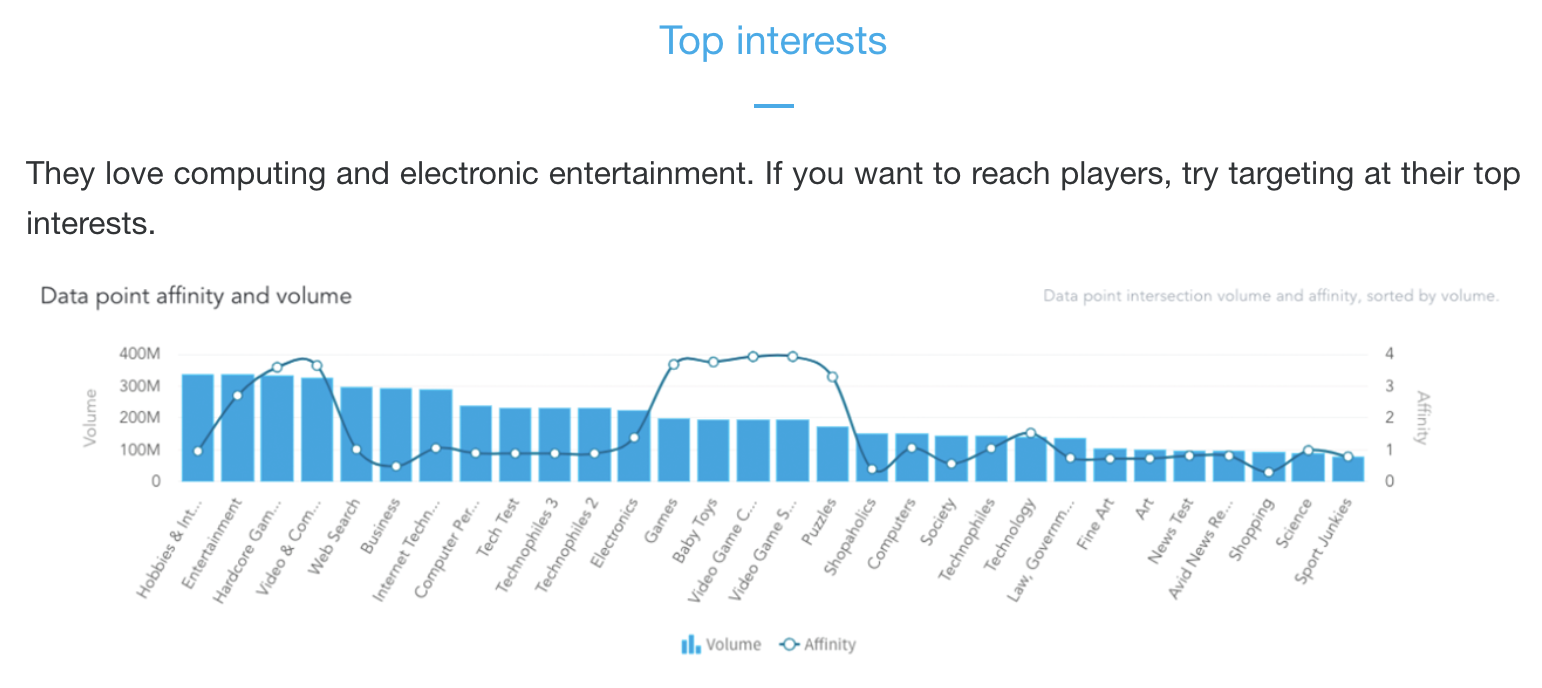 Top interests
They love computing and electronic entertainment. If you want to reach players, try targeting at their top
interests.
Data point affinity and volume
Data point intersection volume and affinity, sorted by volume.
400M
300M
200M
100M
0
Volume
4
3
2
1
0
Affinity
Hobbies & Int...
Entertainment
Hardcore Gam...
Video & Com...
Web Search
Business
Internet Techn...
Computer Per...
Tech Test
Technophiles 3
Technophiles 2
Electronics
Games
Baby Toys
Video Game C...
Video Game S...
Puzzles
Shopaholics
Computers
Society
Technophiles
Technology
Law, Governm...
Fine Art
Art
News Test
Avid News Re...
Shopping
Science
Sport Junkies
Volume
Affinity